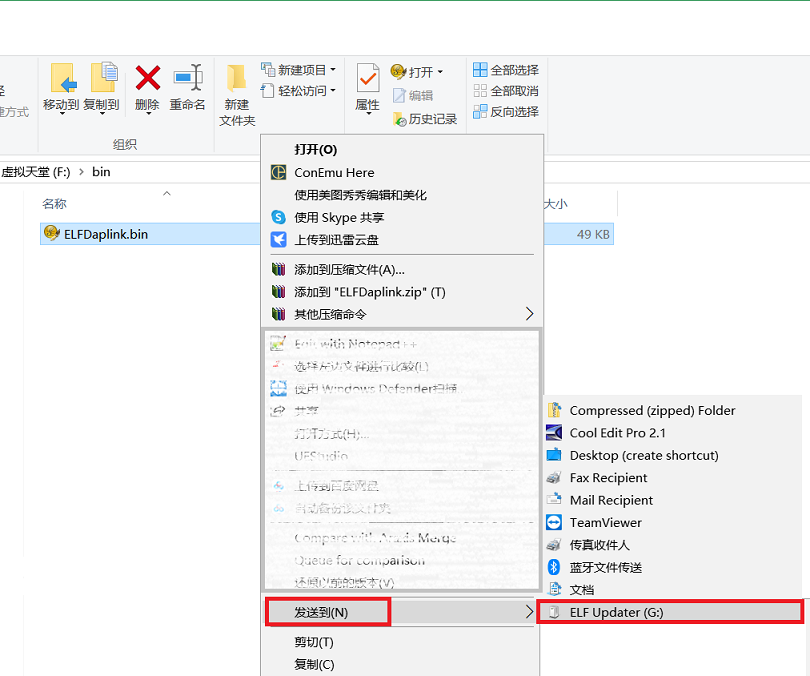 径
捷方式
移动到
复制到
删除
重命名
新建
文件夹
新建项目
轻松访问
属性
打开
编辑
历史记录
全部选择
全部取消
反向选择
组织
虚拟天堂 (F:) > bin
名称
大小
ELFDaplink.bin
49 KB
打开(O)
ConEmu Here
使用美图秀秀编辑和美化
使用 Skype 共享
上传到迅雷云盘
添加到压缩文件(A)...
添加到 "ELFDaplink.zip" (T)
其他压缩命令
Edit with Notepad++
选择左边文件进行比较(L)
使用 Windows Defender扫描
共享
打开方式(H)...
UEStudio
上传到百度网盘
自动备份该文件夹
Compare with Araxis Merge
Queue for comparison
还原以前的版本(V)
发送到(N)
剪切(T)
复制(C)
Compressed (zipped) Folder
Cool Edit Pro 2.1
Desktop (create shortcut)
Fax Recipient
Mail Recipient
TeamViewer
传真收件人
蓝牙文件传送
文档
ELF Updater (G:)